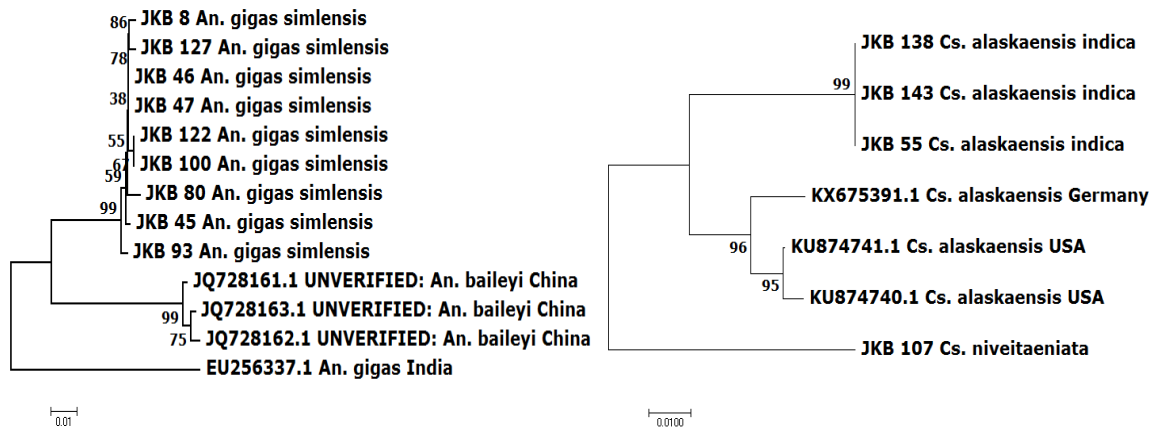 86
JKB 8 An. gigas simlensis
JKB 127 An. gigas simlensis
78
JKB 46 An. gigas simlensis
38
JKB 47 An. gigas simlensis
JKB 122 An. gigas simlensis
55
JKB 100 An. gigas simlensis
67
59
JKB 80 An. gigas simlensis
99
JKB 45 An. gigas simlensis
JKB 93 An. gigas simlensis
JQ728161.1 UNVERIFIED: An. baileyi China
JQ728163.1 UNVERIFIED: An. baileyi China
99
75
JQ728162.1 UNVERIFIED: An. baileyi China
EU256337.1 An. gigas India
0.01
JKB 138 Cs. alaskaensis indica
99
JKB 143 Cs. alaskaensis indica
JKB 55 Cs. alaskaensis indica
KX675391.1 Cs. alaskaensis Germany
96
KU874741.1 Cs. alaskaensis USA
95
KU874740.1 Cs. alaskaensis USA
JKB 107 Cs. niveitaeniata
0.0100